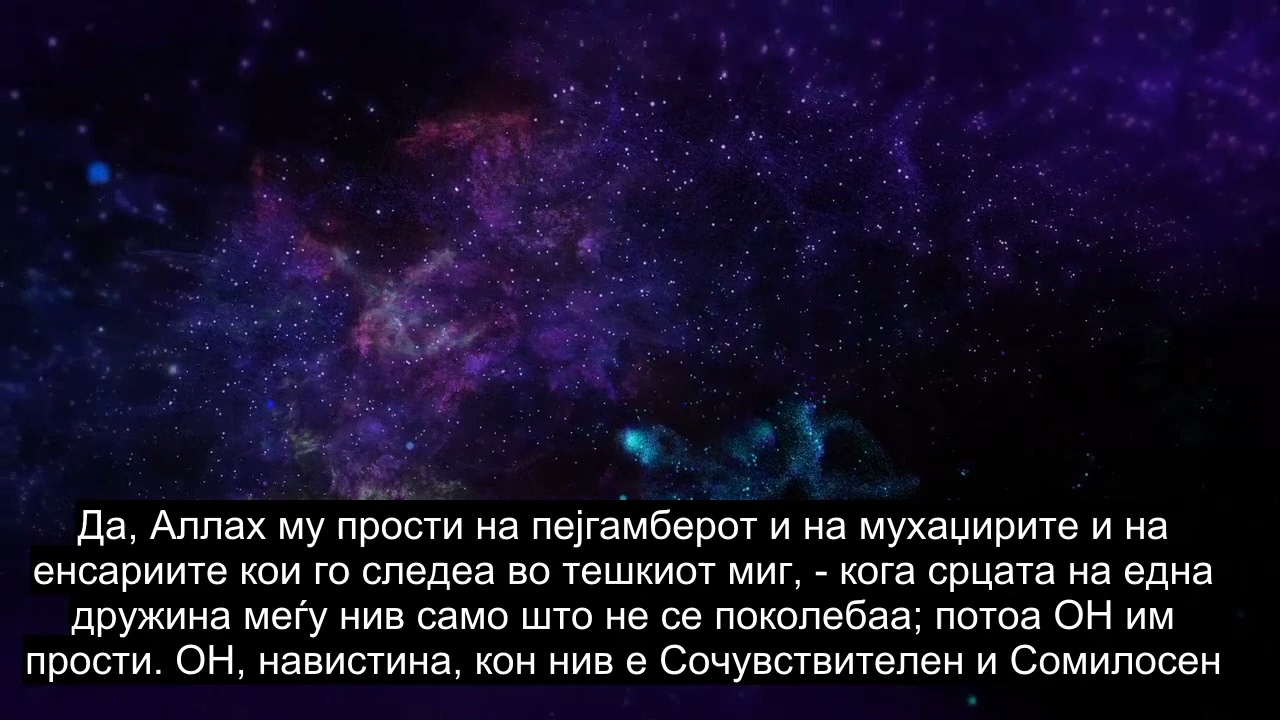 Да, Аллах му прости на пејгамберот и на мухаџирите и на
енсариите кои го следеа во тешкиот миг, - кога срцата на една
дружина меѓу нив само што не се поколебаа; потоа ОН им
прости. ОН, навистина, кон нив е Сочувствителен и Сомилосен